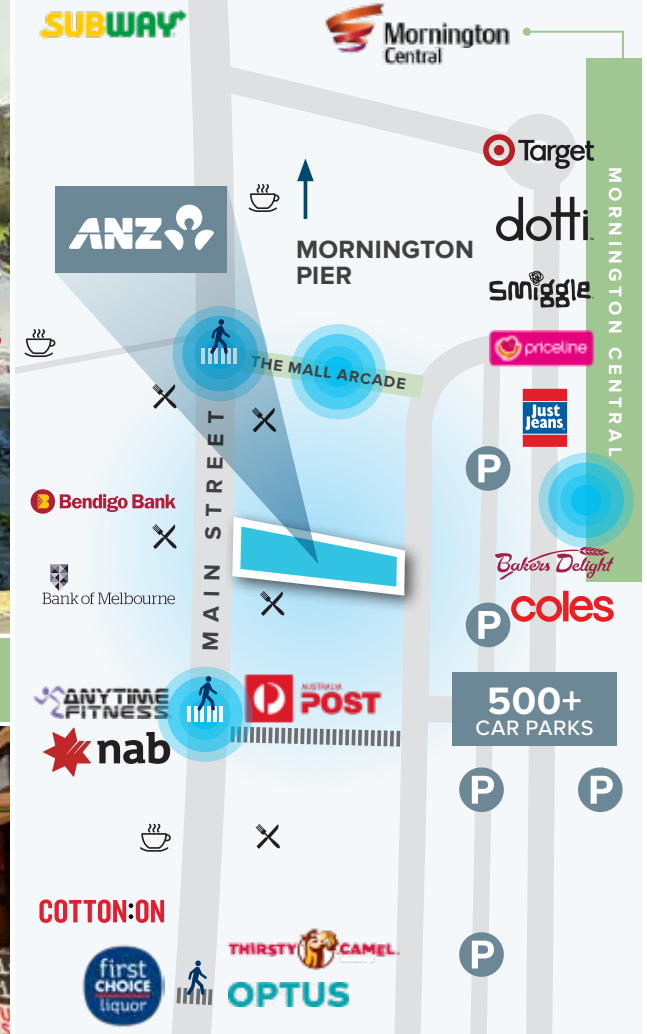 SUBWAY
Mornington
Central
Target
dotti
ANZ
MORNINGTON
PIER
smiggle
MORNINGTON CENTRAL
priceline
THE MALL ARCADE
Just
Jeans
MAIN STREET
P
Bendigo Bank
Bakers Delight
Bank of Melbourne
coles
P
ANYTIME
FITNESS
AUSTRALIA
POST
500+
CAR PARKS
nab
P
P
COTTON:ON
THIRSTY CAMEL
P
first
CHOICE
liquor
OPTUS